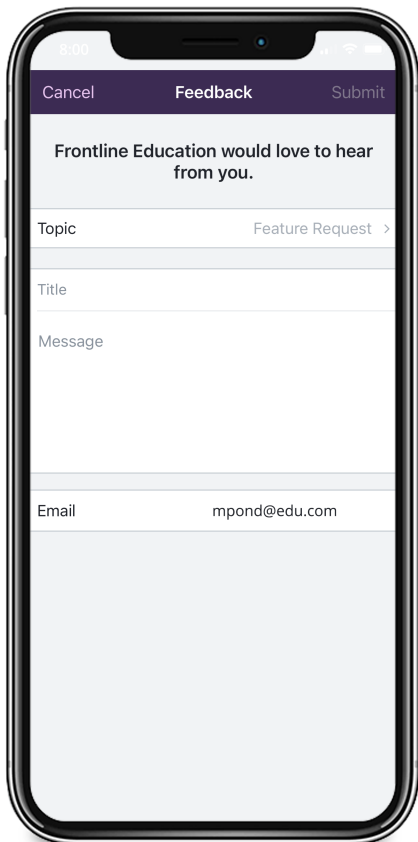 8:00
Cancel Feedback Submit
Frontline Education would love to hear
from you.
Topic Feature Request >
Title
Message
Email mpond@edu.com